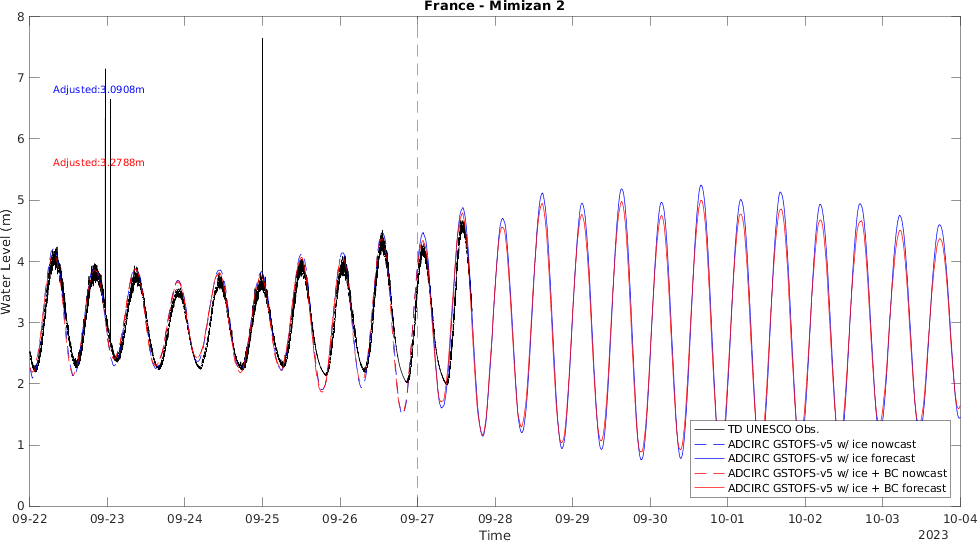 France - Mimizan 2
8
7
6
5
4
3
2
1
0
Water Level (m)
Adjusted:3.0908m
Adjusted:3.2788m
TD UNESCO Obs.
ADCIRC GSTOFS-v5 w/ ice nowcast
ADCIRC GSTOFS-v5 w/ ice forecast
ADCIRC GSTOFS-v5 w/ ice + BC nowcast
ADCIRC GSTOFS-v5 w/ ice + BC forecast
09-22 09-23 09-24 09-25 09-26 09-27 09-28 09-29 09-30 10-01 10-02 10-03 10-04
Time
2023